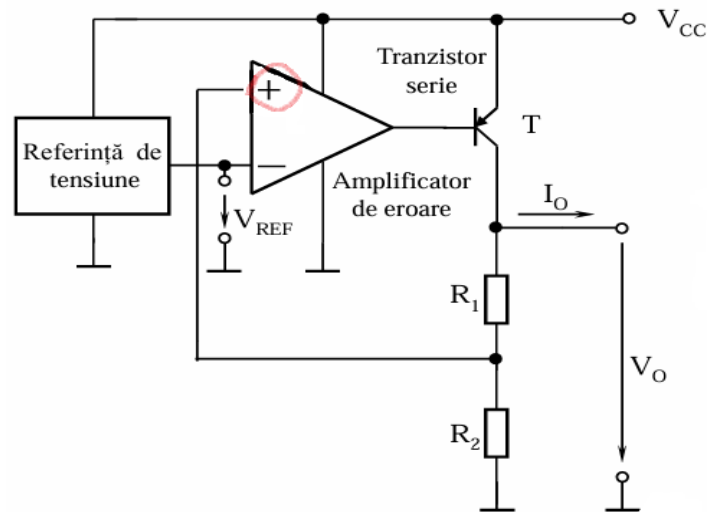 V_CC
Tranzistor
serie
+
T
Referință de
tensiune
−
Amplificator
de eroare
V_REF
I_O
R_1
V_O
R_2